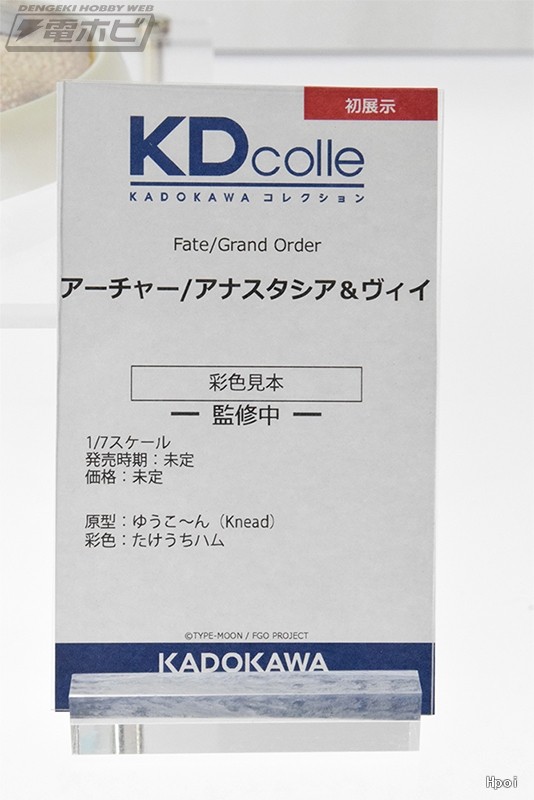 DENGEKI HOBBY WEB
電ホビ
初展示
KDcolle
KADOKAWA コレクション
Fate/Grand Order
アーチャー/アナスタシア＆ヴィイ
彩色見本
― 監修中 ―
1/7スケール
発売時期：未定
価格：未定
原型：ゆうこ〜ん（Knead）
彩色：たけうちハム
©TYPE-MOON / FGO PROJECT
KADOKAWA
Hpoi